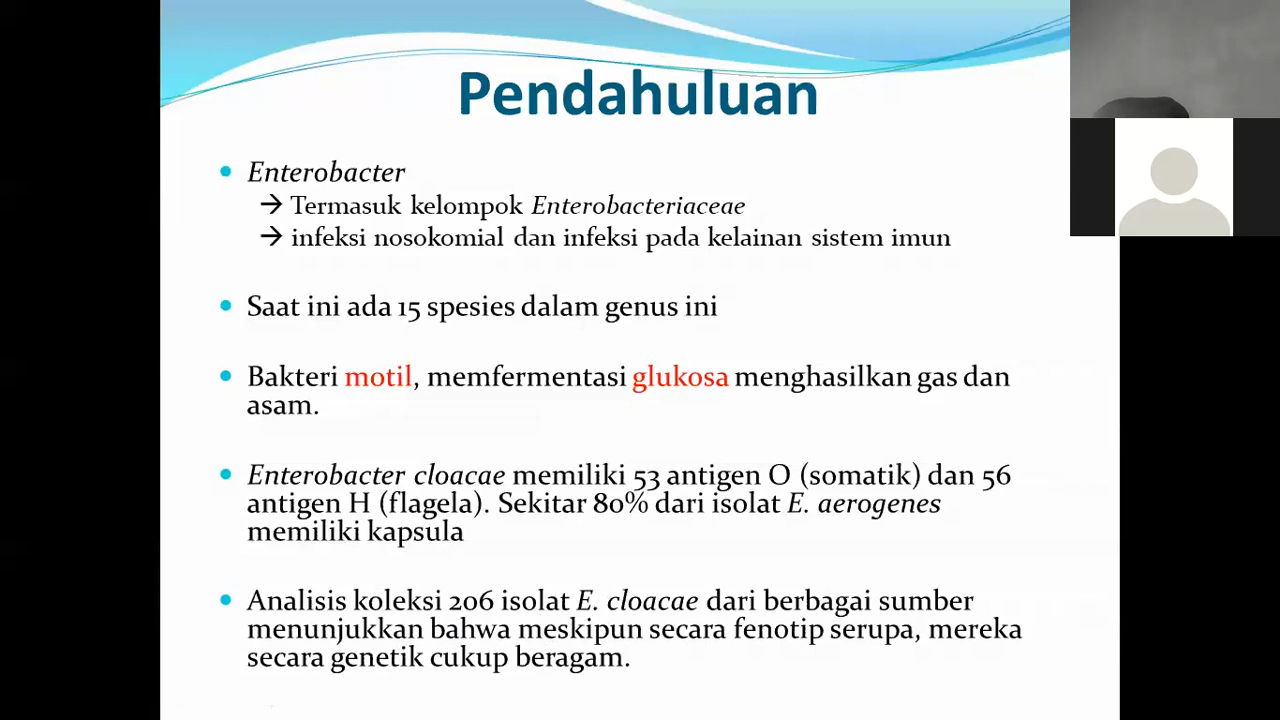 Pendahuluan
• Enterobacter
→ Termasuk kelompok Enterobacteriaceae
→ infeksi nosokomial dan infeksi pada kelainan sistem imun
• Saat ini ada 15 spesies dalam genus ini
• Bakteri motil, memfermentasi glukosa menghasilkan gas dan
asam.
• Enterobacter cloacae memiliki 53 antigen O (somatik) dan 56
antigen H (flagela). Sekitar 80% dari isolat E. aerogenes
memiliki kapsula
• Analisis koleksi 206 isolat E. cloacae dari berbagai sumber
menunjukkan bahwa meskipun secara fenotip serupa, mereka
secara genetik cukup beragam.